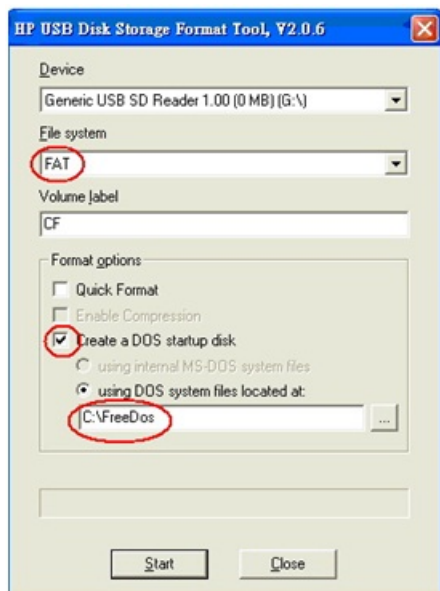 HP USB Disk Storage Format Tool, V2.0.6
Device
Generic USB SD Reader 1.00 (0 MB) (G:\)
File system
FAT
Volume label
CF
Format options
Quick Format
Enable Compression
Create a DOS startup disk
using internal MS-DOS system files
using DOS system files located at:
C:\FreeDos
...
Start
Close